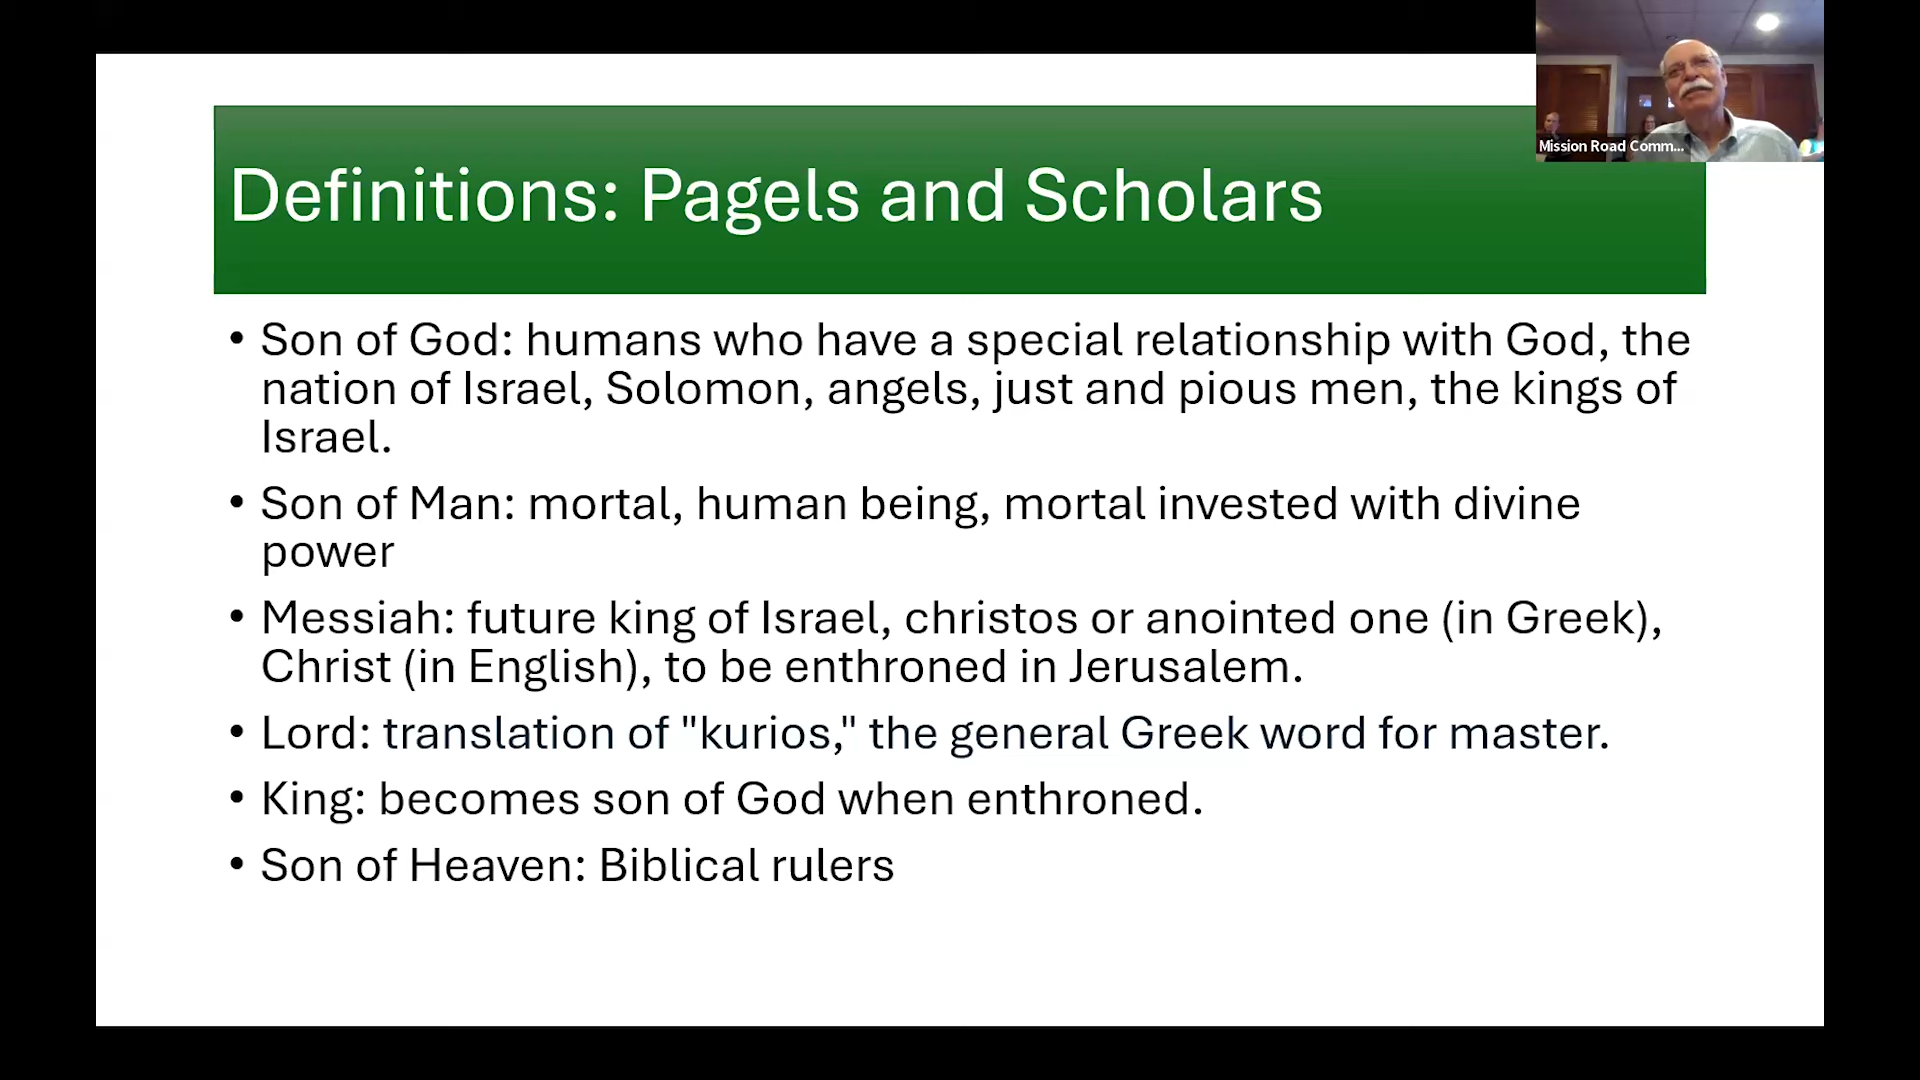 Definitions: Pagels and Scholars
Mission Road Comm...
• Son of God: humans who have a special relationship with God, the
nation of Israel, Solomon, angels, just and pious men, the kings of
Israel.
• Son of Man: mortal, human being, mortal invested with divine
power
• Messiah: future king of Israel, christos or anointed one (in Greek),
Christ (in English), to be enthroned in Jerusalem.
• Lord: translation of "kurios," the general Greek word for master.
• King: becomes son of God when enthroned.
• Son of Heaven: Biblical rulers